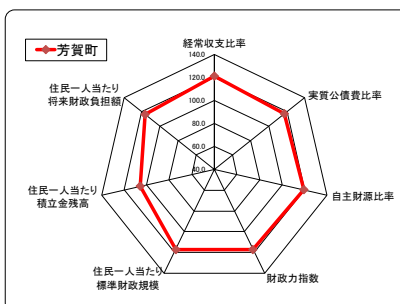 芳賀町
経常収支比率
140.0
120.0
100.0
80.0
60.0
40.0
実質公債費比率
自主財源比率
財政力指数
住民一人当たり
標準財政規模
住民一人当たり
積立金残高
住民一人当たり
将来財政負担額